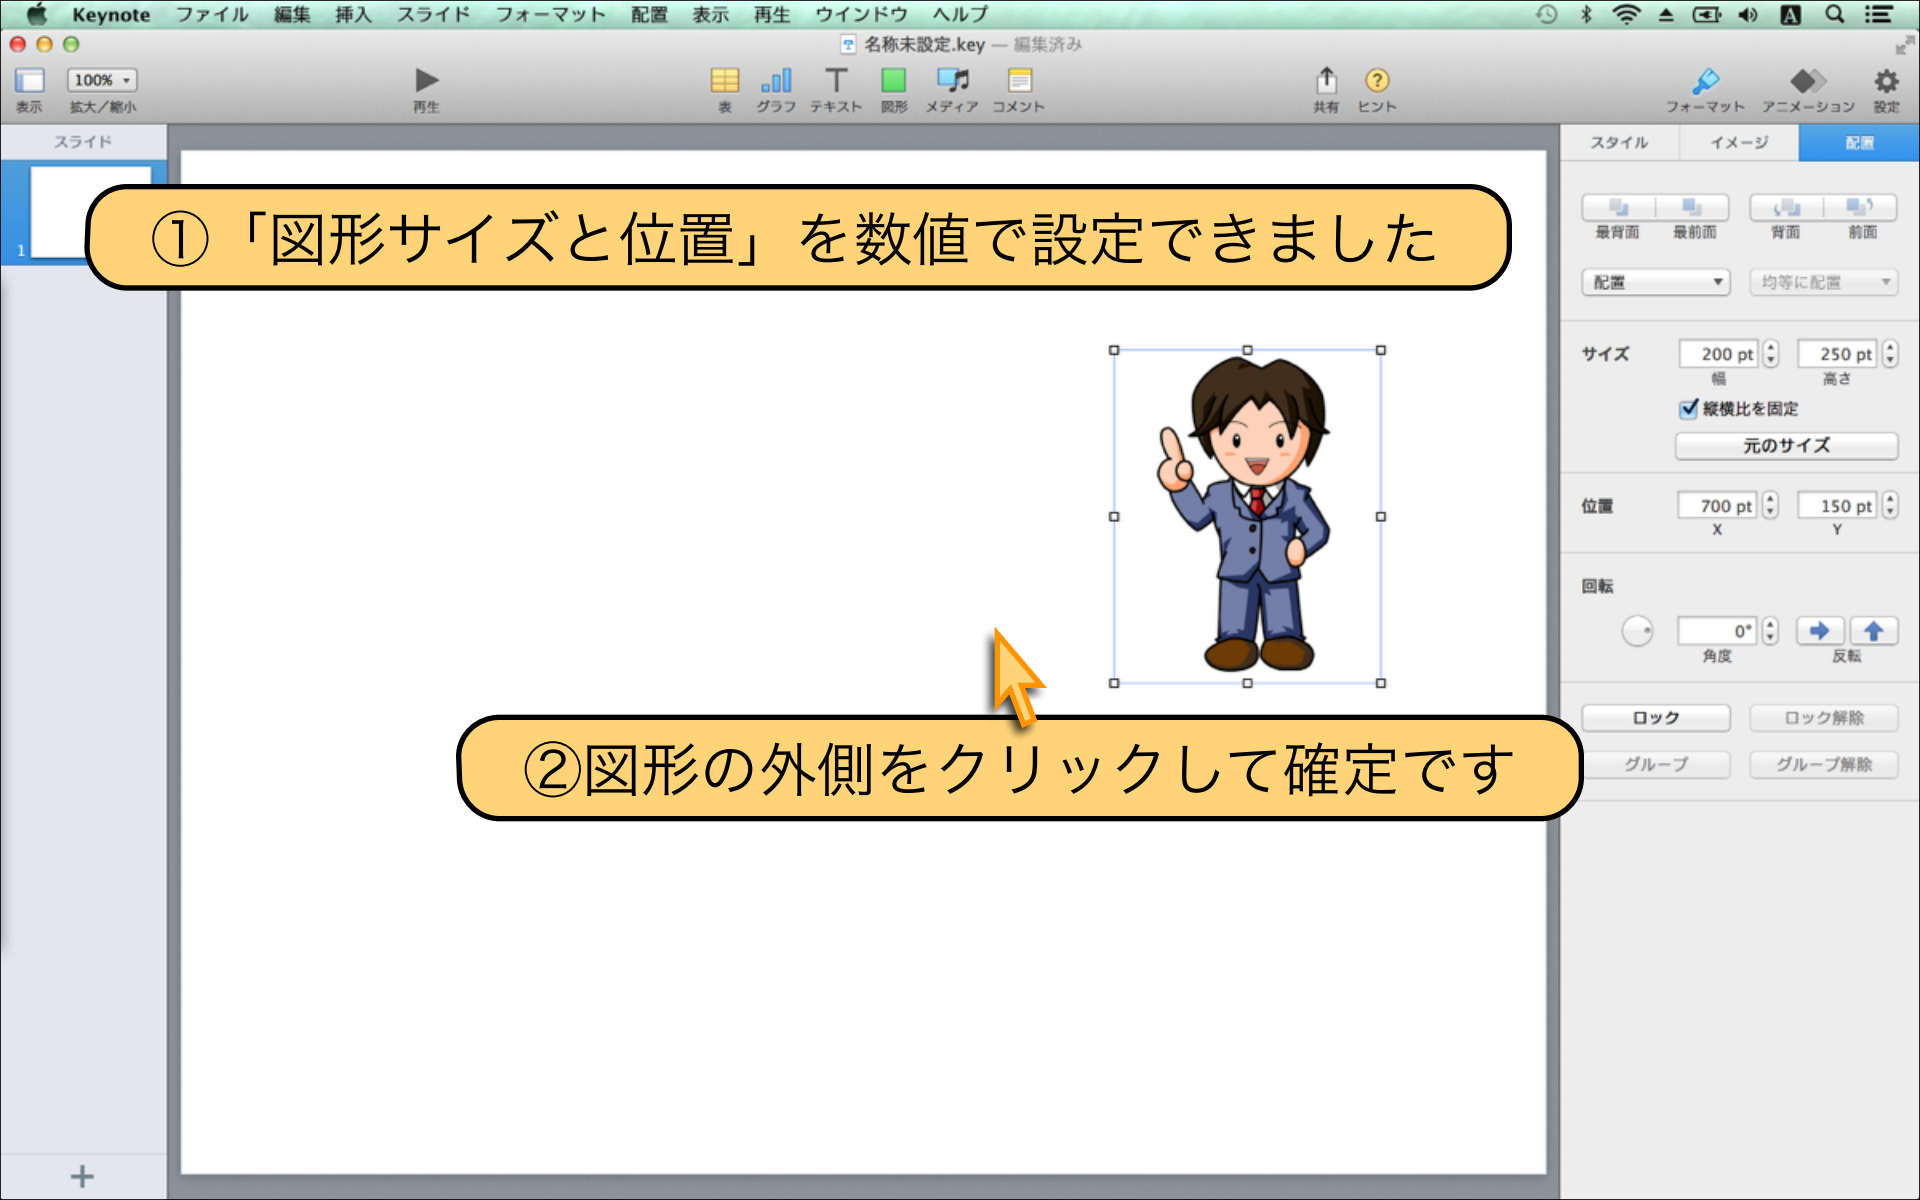 Keynote ファイル 編集 挿入 スライド フォーマット 配置 表示 再生 ウインドウ ヘルプ A
名称未設定.key — 編集済み
100%
表示 拡大/縮小 再生 表 グラフ テキスト 図形 メディア コメント 共有 ヒント フォーマット アニメーション 設定
スライド
スタイル イメージ 配置
1
①「図形サイズと位置」を数値で設定できました
最背面 最前面 背面 前面
配置 均等に配置
サイズ 200 pt 250 pt
幅 高さ
縦横比を固定
元のサイズ
位置 700 pt 150 pt
X Y
回転
0°
角度 反転
ロック ロック解除
グループ グループ解除
②図形の外側をクリックして確定です